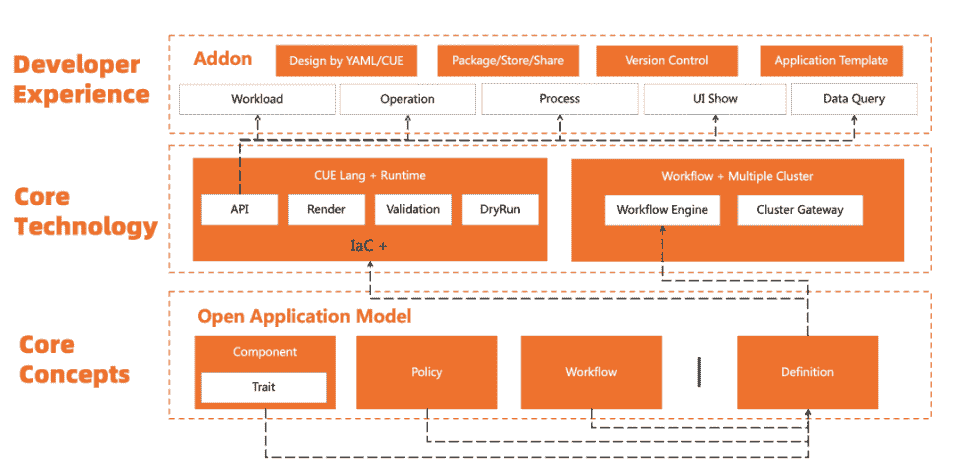 Developer
Experience
Addon
Design by YAML/CUE
Package/Store/Share
Version Control
Application Template
Workload
Operation
Process
UI Show
Data Query
Core
Technology
CUE Lang + Runtime
API
Render
Validation
DryRun
IaC +
Workflow + Multiple Cluster
Workflow Engine
Cluster Gateway
Core
Concepts
Open Application Model
Component
Trait
Policy
Workflow
Definition